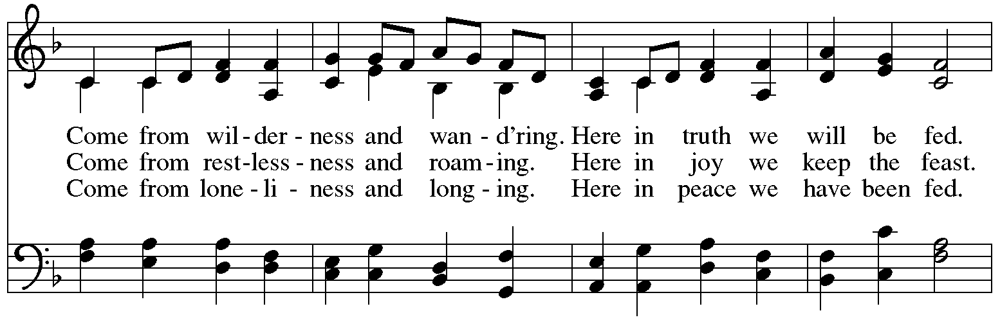 Come from wil - der - ness and wan - d'ring. Here in truth we will be fed.
Come from rest - less - ness and roam - ing. Here in joy we keep the feast.
Come from lone - li - ness and long - ing. Here in peace we have been fed.